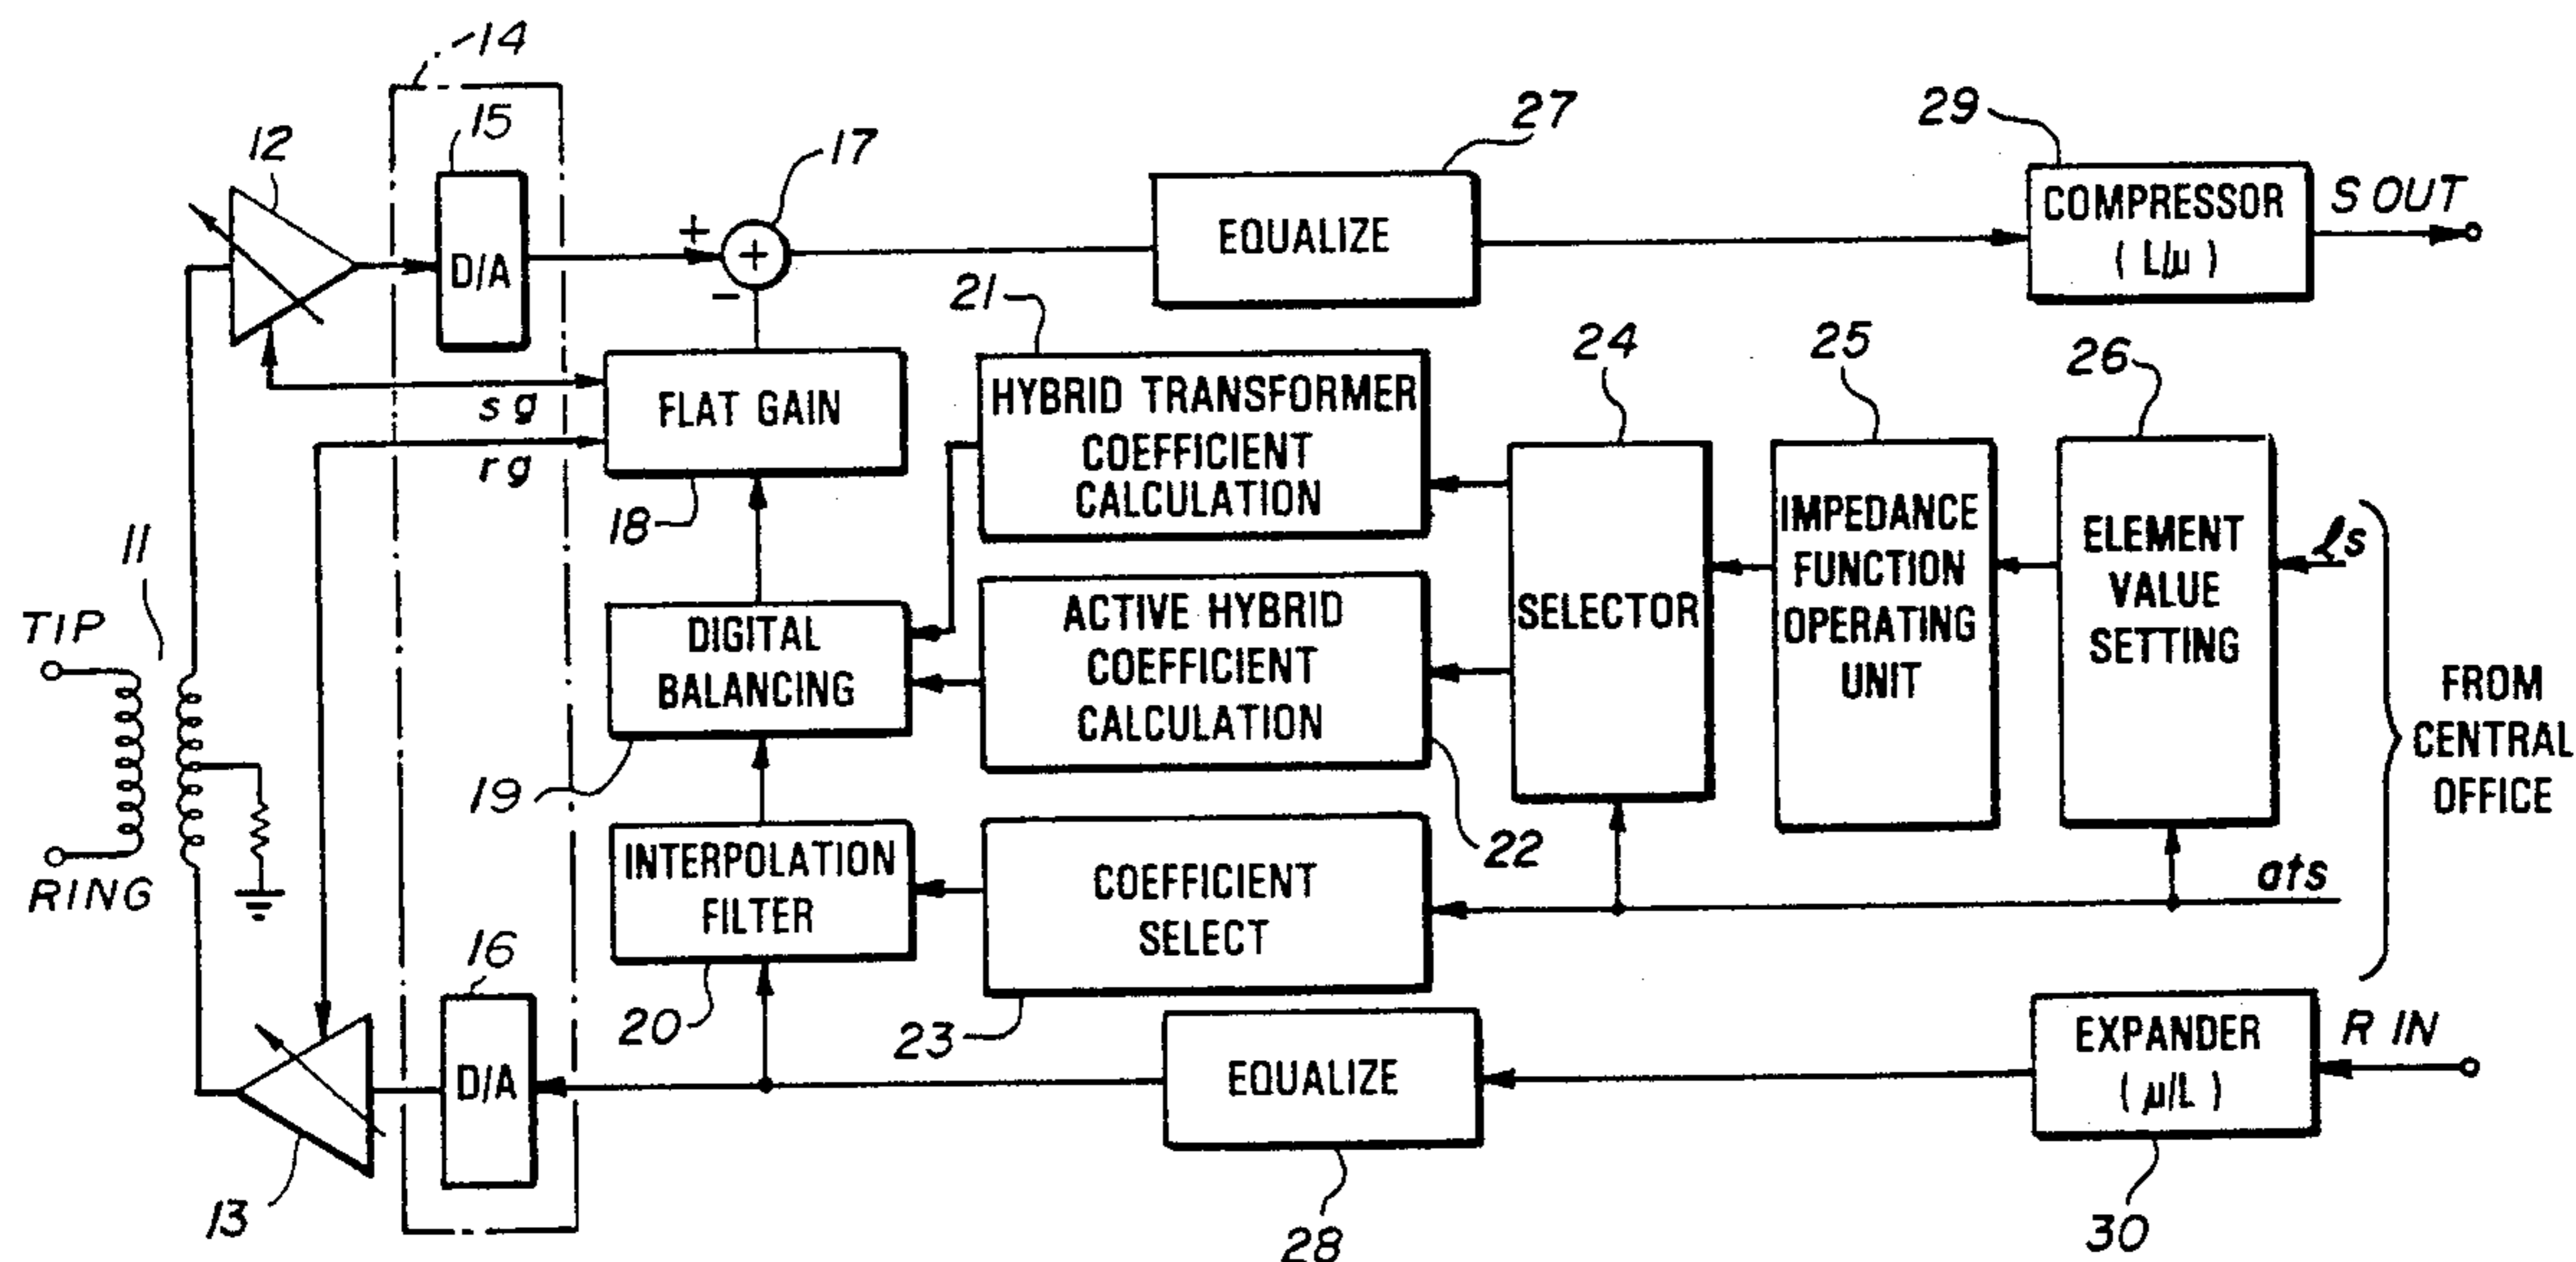 14
15
12
17
27
29
D/A
+
+
-
EQUALIZE
COMPRESSOR
( L/μ )
S OUT
21
24
25
26
sg
rg
FLAT GAIN
18
HYBRID TRANSFORMER
COEFFICIENT
CALCULATION
11
TIP
RING
DIGITAL
BALANCING
19
ACTIVE HYBRID
COEFFICIENT
CALCULATION
22
SELECTOR
IMPEDANCE
FUNCTION
OPERATING
UNIT
ELEMENT
VALUE
SETTING
ls
FROM
CENTRAL
OFFICE
INTERPOLATION
FILTER
20
COEFFICIENT
SELECT
23
ats
16
D/A
13
EQUALIZE
28
EXPANDER
( μ/L )
30
R IN